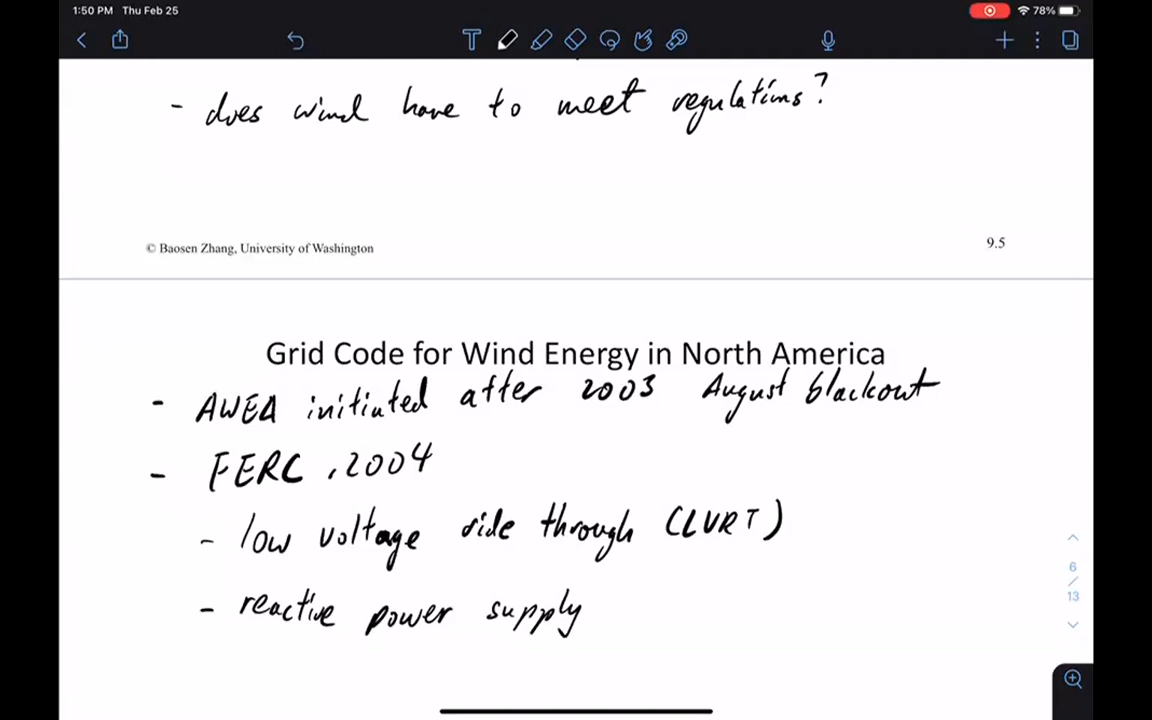 1:50 PM Thu Feb 25
78%
- does wind have to meet regulations?
© Baosen Zhang, University of Washington
9.5
Grid Code for Wind Energy in North America
- AWEA initiated after 2003 August blackout
- FERC, 2004
- low voltage ride through (LVRT)
- reactive power supply
6
/
13